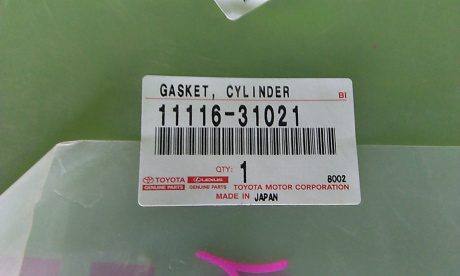 GASKET, CYLINDER BI
11116-31021
QTY: 1
TOYOTA LEXUS 8002
GENUINE PARTS GENUINE PARTS TOYOTA MOTOR CORPORATION
MADE IN JAPAN